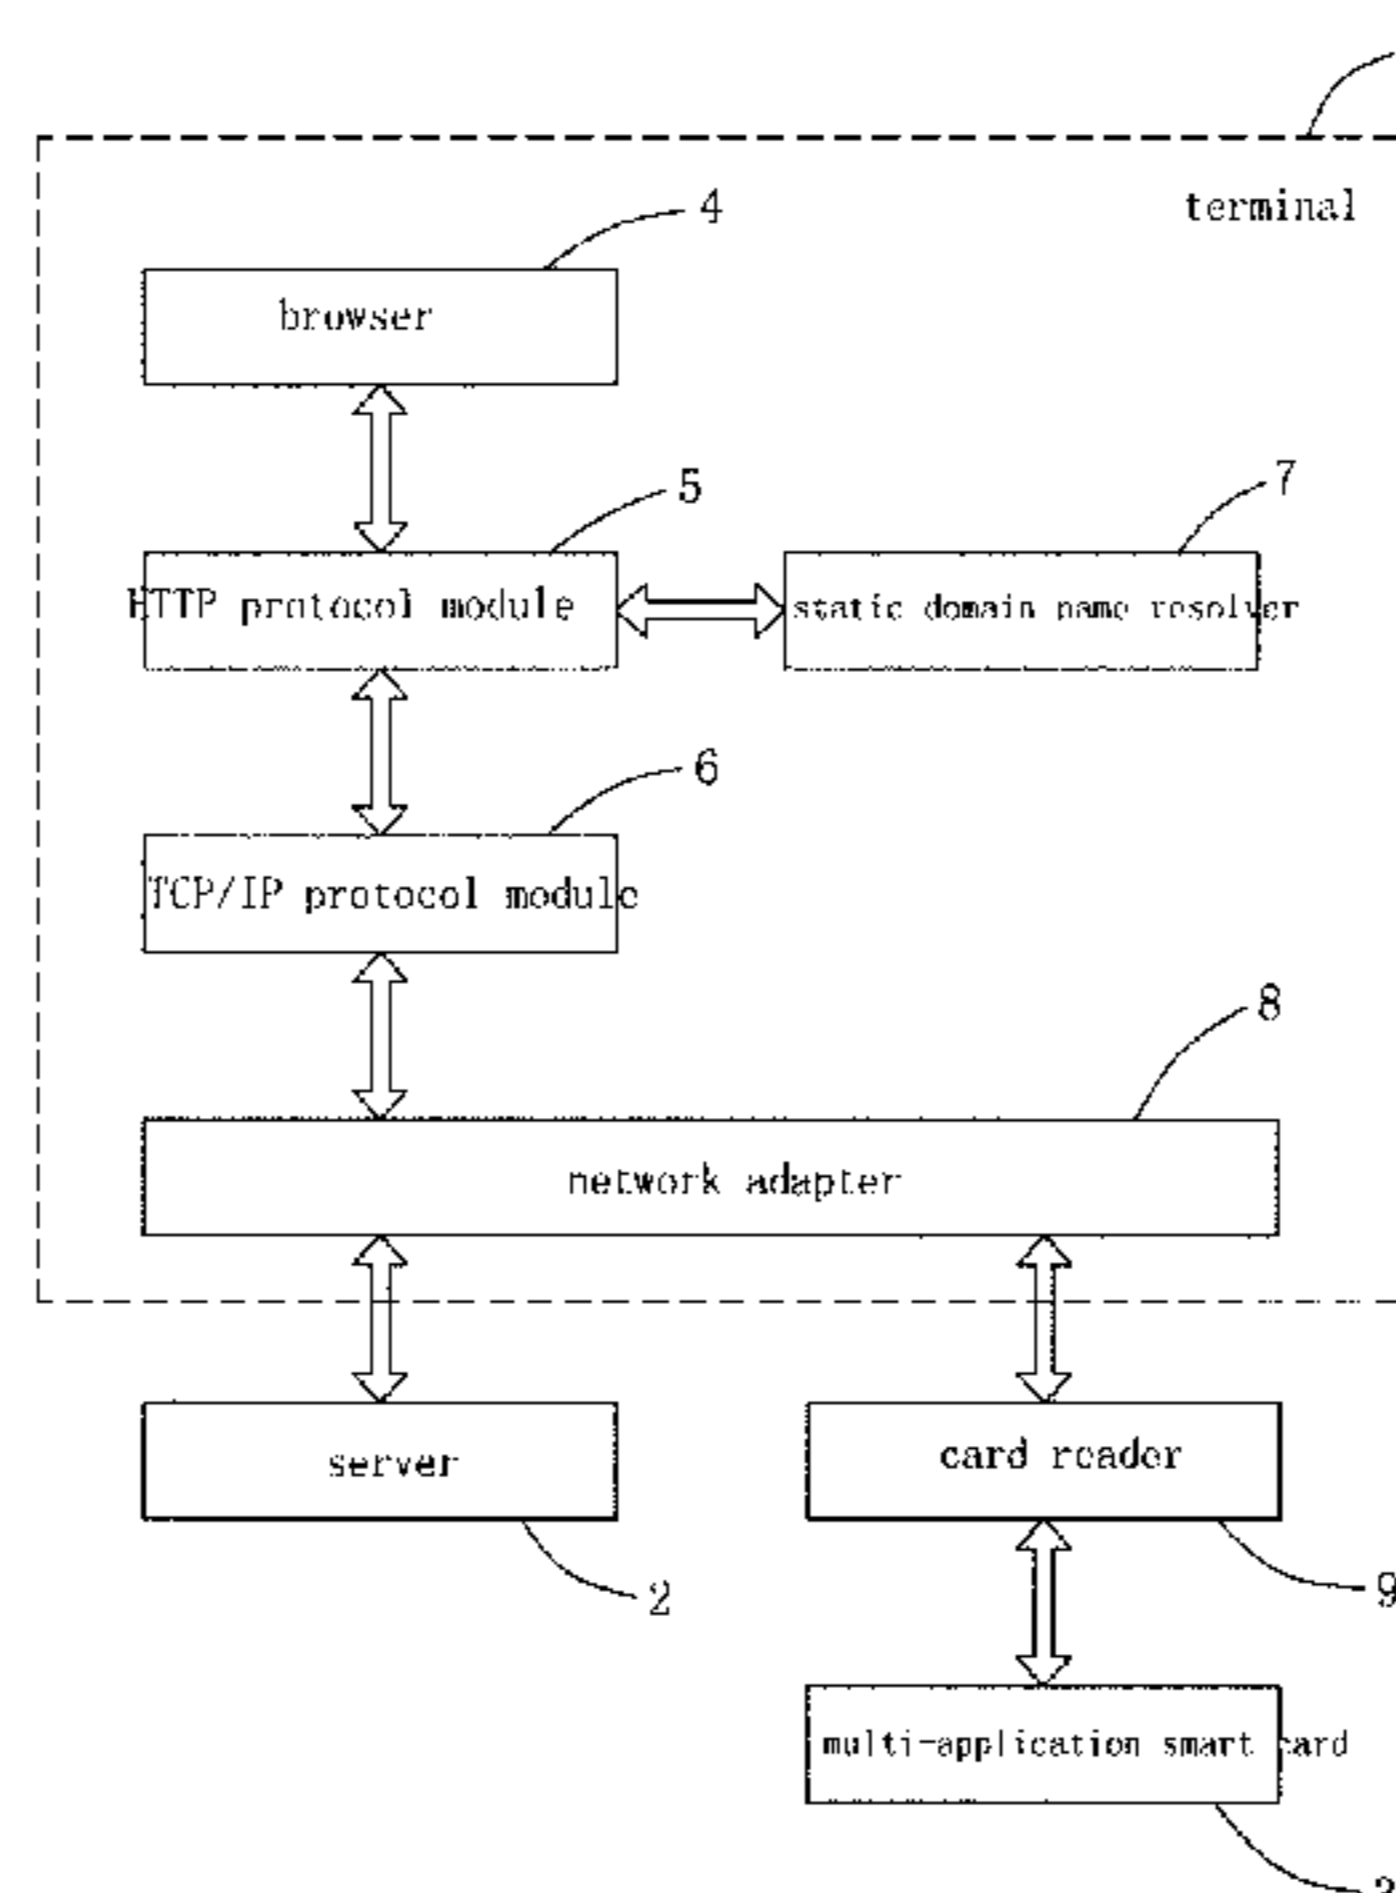 terminal
4
browser
5
7
HTTP protocol module
static domain name resolver
6
TCP/IP protocol module
8
network adapter
server
card reader
2
9
multi-application smart card